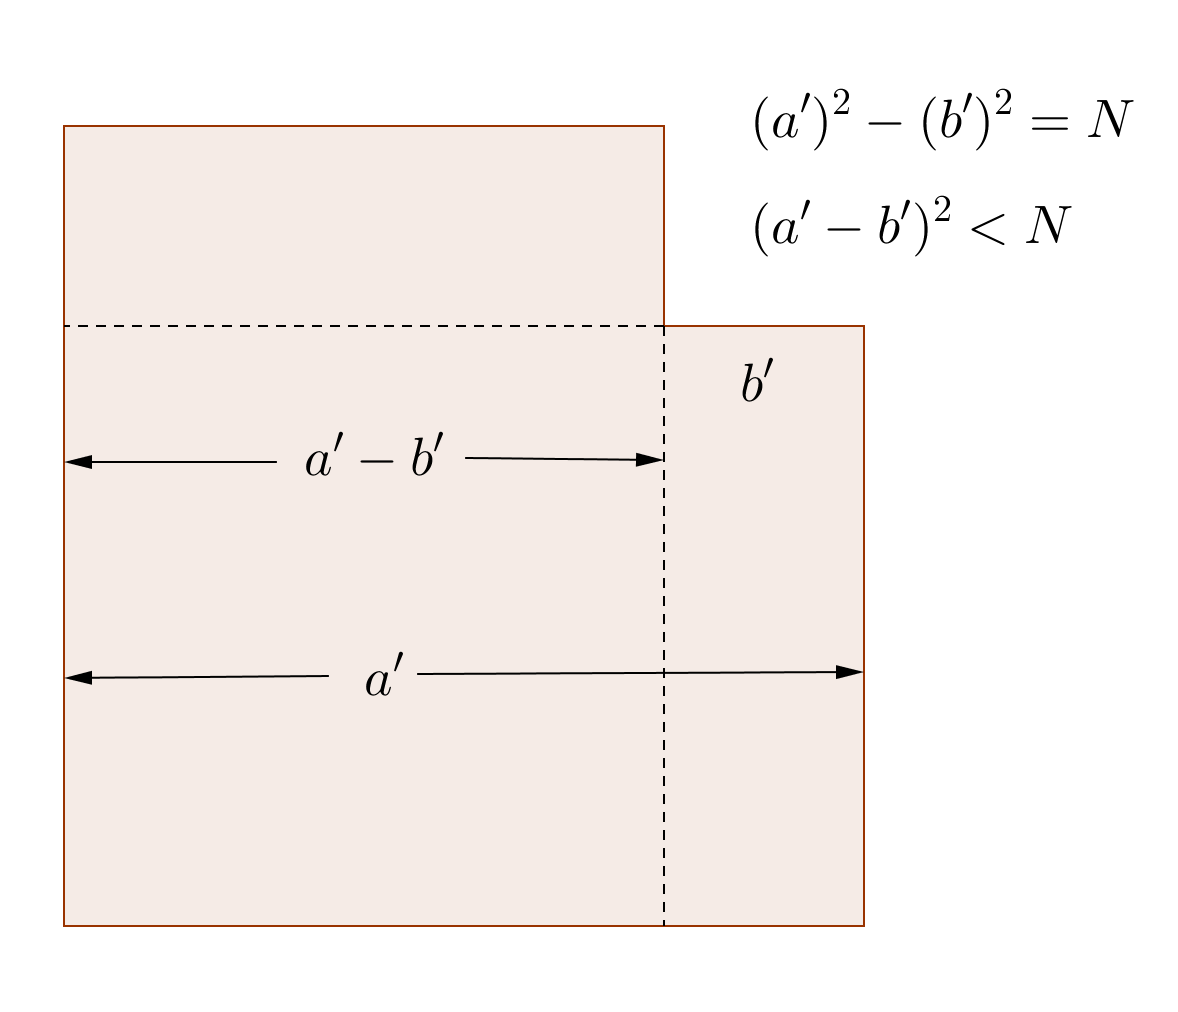 (a′)² − (b′)² = N
(a′ − b′)² < N
b′
a′ − b′
a′